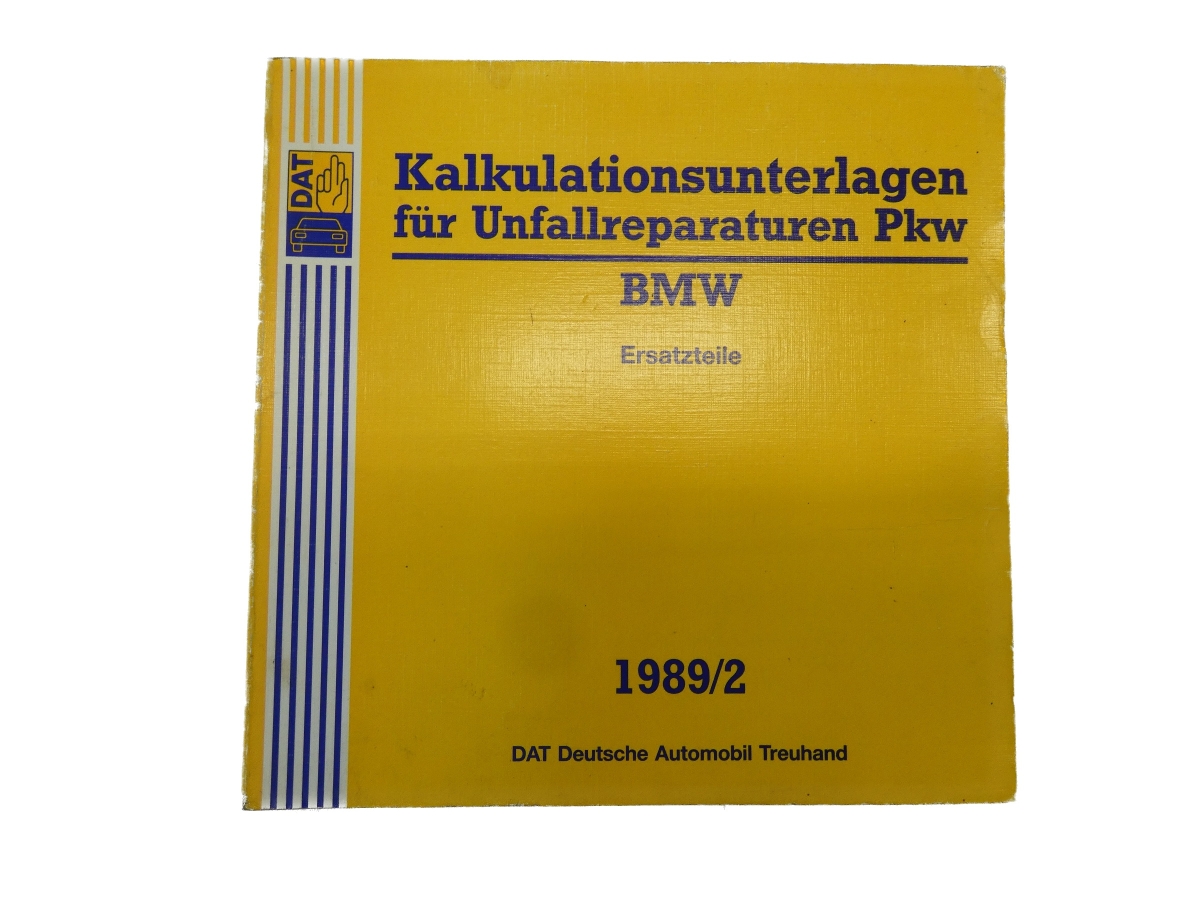 DAT
Kalkulationsunterlagen
für Unfallreparaturen Pkw
BMW
Ersatzteile
1989/2
DAT Deutsche Automobil Treuhand